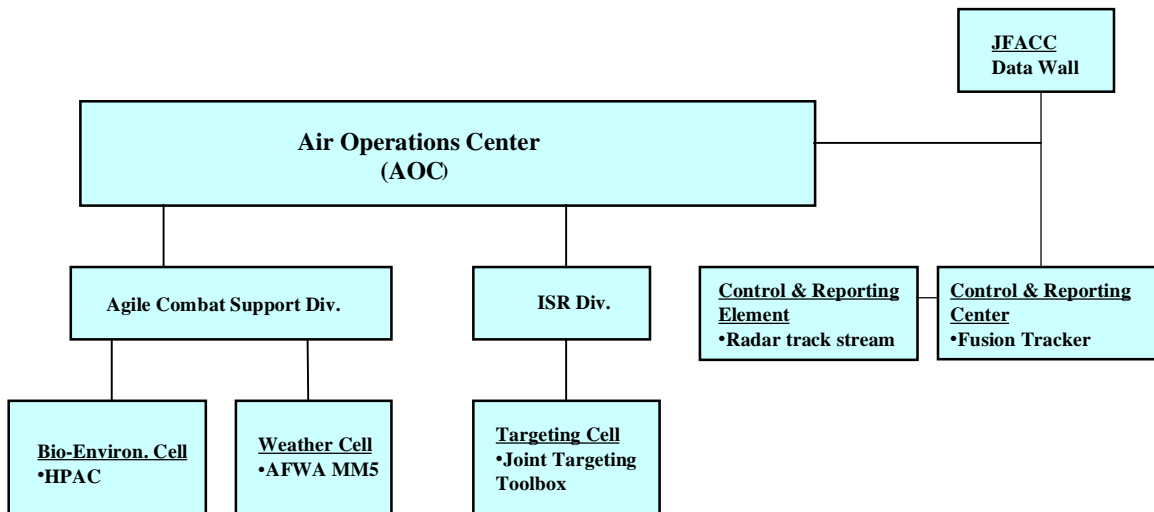 JFACC
Data Wall
Air Operations Center
(AOC)
Agile Combat Support Div.
ISR Div.
Control & Reporting
Element
•Radar track stream
Control & Reporting
Center
•Fusion Tracker
Bio-Environ. Cell
•HPAC
Weather Cell
•AFWA MM5
Targeting Cell
•Joint Targeting
Toolbox